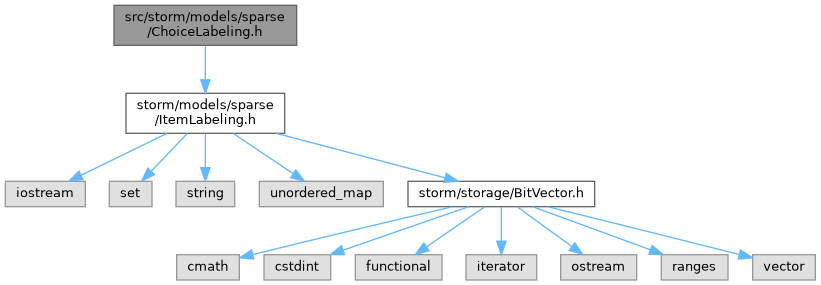 src/storm/models/sparse
/ChoiceLabeling.h
storm/models/sparse
/ItemLabeling.h
iostream
set
string
unordered_map
storm/storage/BitVector.h
cmath
cstdint
functional
iterator
ostream
ranges
vector